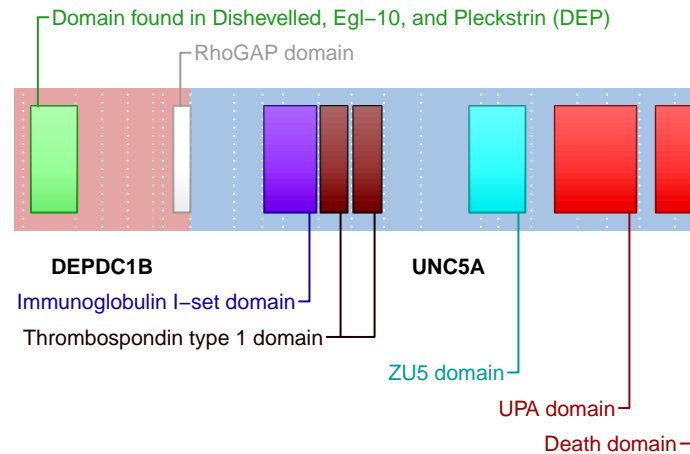 Domain found in Dishevelled, Egl−10, and Pleckstrin (DEP)
RhoGAP domain
DEPDC1B
UNC5A
Immunoglobulin I−set domain
Thrombospondin type 1 domain
ZU5 domain
UPA domain
Death domain